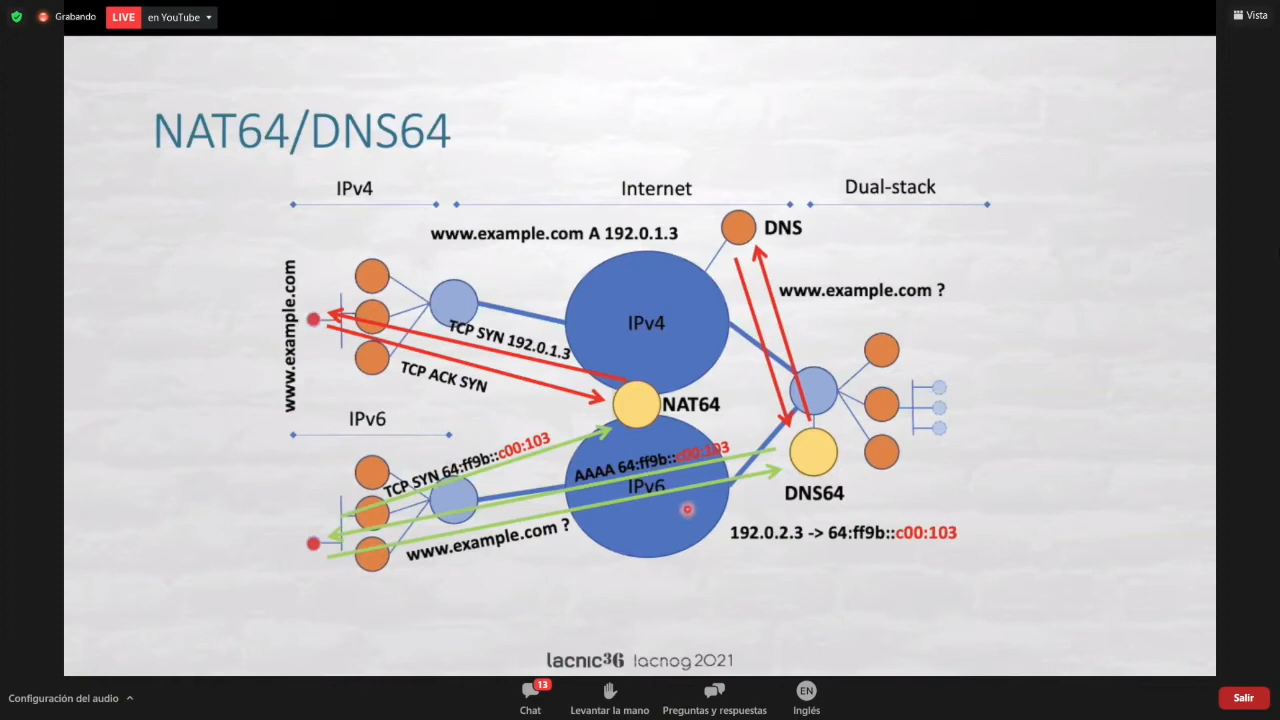 Grabando
LIVE
en YouTube
Vista
NAT64/DNS64
IPv4
Internet
Dual-stack
www.example.com A 192.0.1.3
DNS
www.example.com
www.example.com ?
IPv4
TCP SYN 192.0.1.3
TCP ACK SYN
NAT64
IPv6
TCP SYN 64:ff9b::c00:103
AAAA 64:ff9b::c00:103
IPv6
DNS64
www.example.com ?
192.0.2.3 -> 64:ff9b::c00:103
lacnic36 lacnog2021
Configuración del audio
13
Chat
Levantar la mano
Preguntas y respuestas
EN
Inglés
Salir